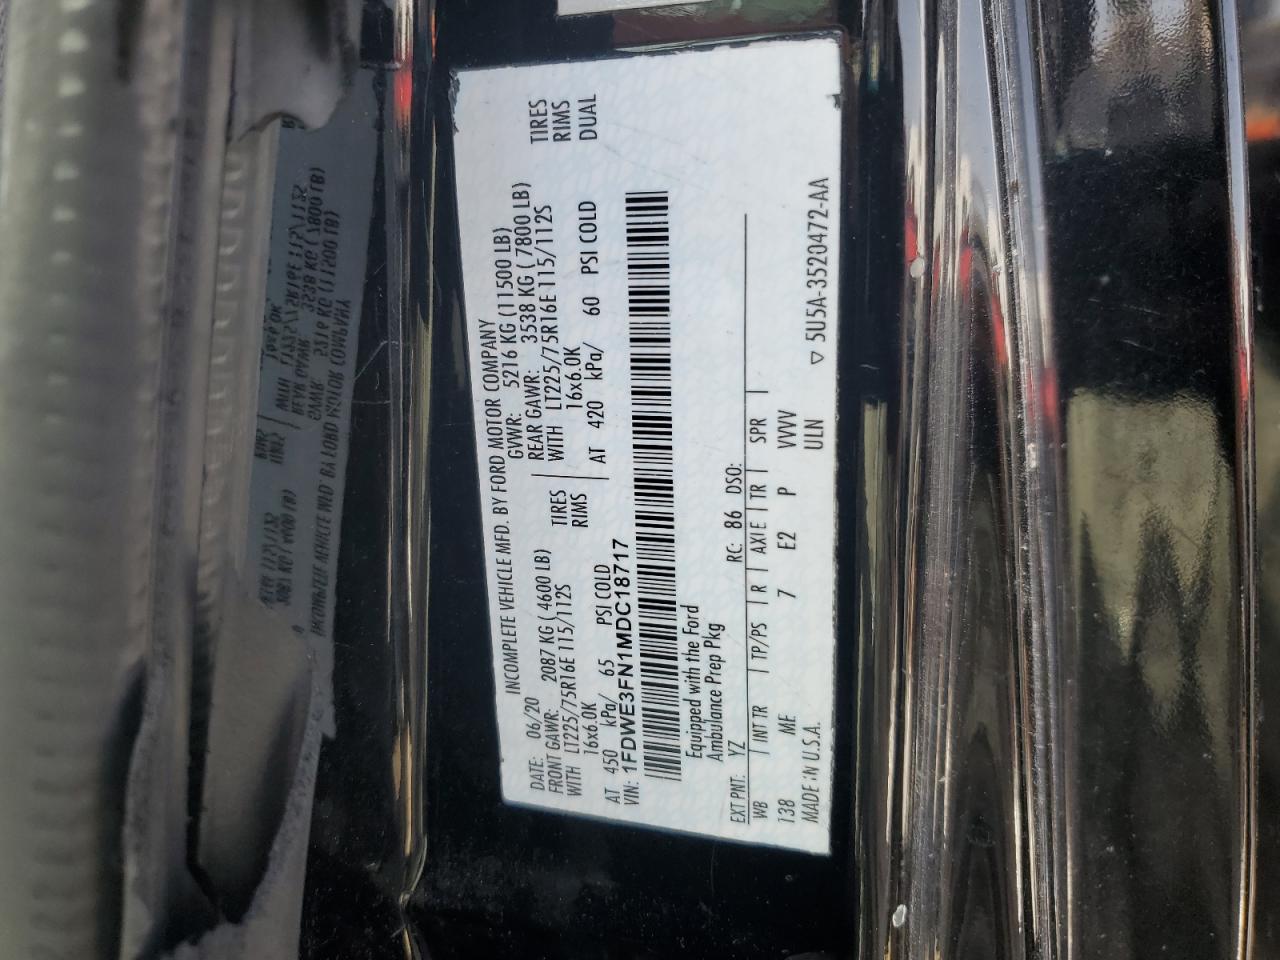 INCOMPLETE VEHICLE MFD. BY FORD MOTOR COMPANY
DATE: 06/20 GVWR: 5216 KG (11500 LB)
FRONT GAWR: 2087 KG ( 4600 LB) REAR GAWR: 3538 KG ( 7800 LB)
WITH LT225/75R16E 115/112S TIRES WITH LT225/75R16E 115/112S TIRES
16x6.0K RIMS 16x6.0K RIMS
AT 450 kPa/ 65 PSI COLD AT 420 kPa/ 60 PSI COLD DUAL
VIN: 1FDWE3FN1MDC18717
Equipped with the Ford
Ambulance Prep Pkg
EXT PNT: YZ RC: 86 DSO:
WB INT TR TP/PS R AXLE TR SPR
138 ME 7 E2 P VVV
MADE IN U.S.A. ULN
▽ 5U5A-3520472-AA